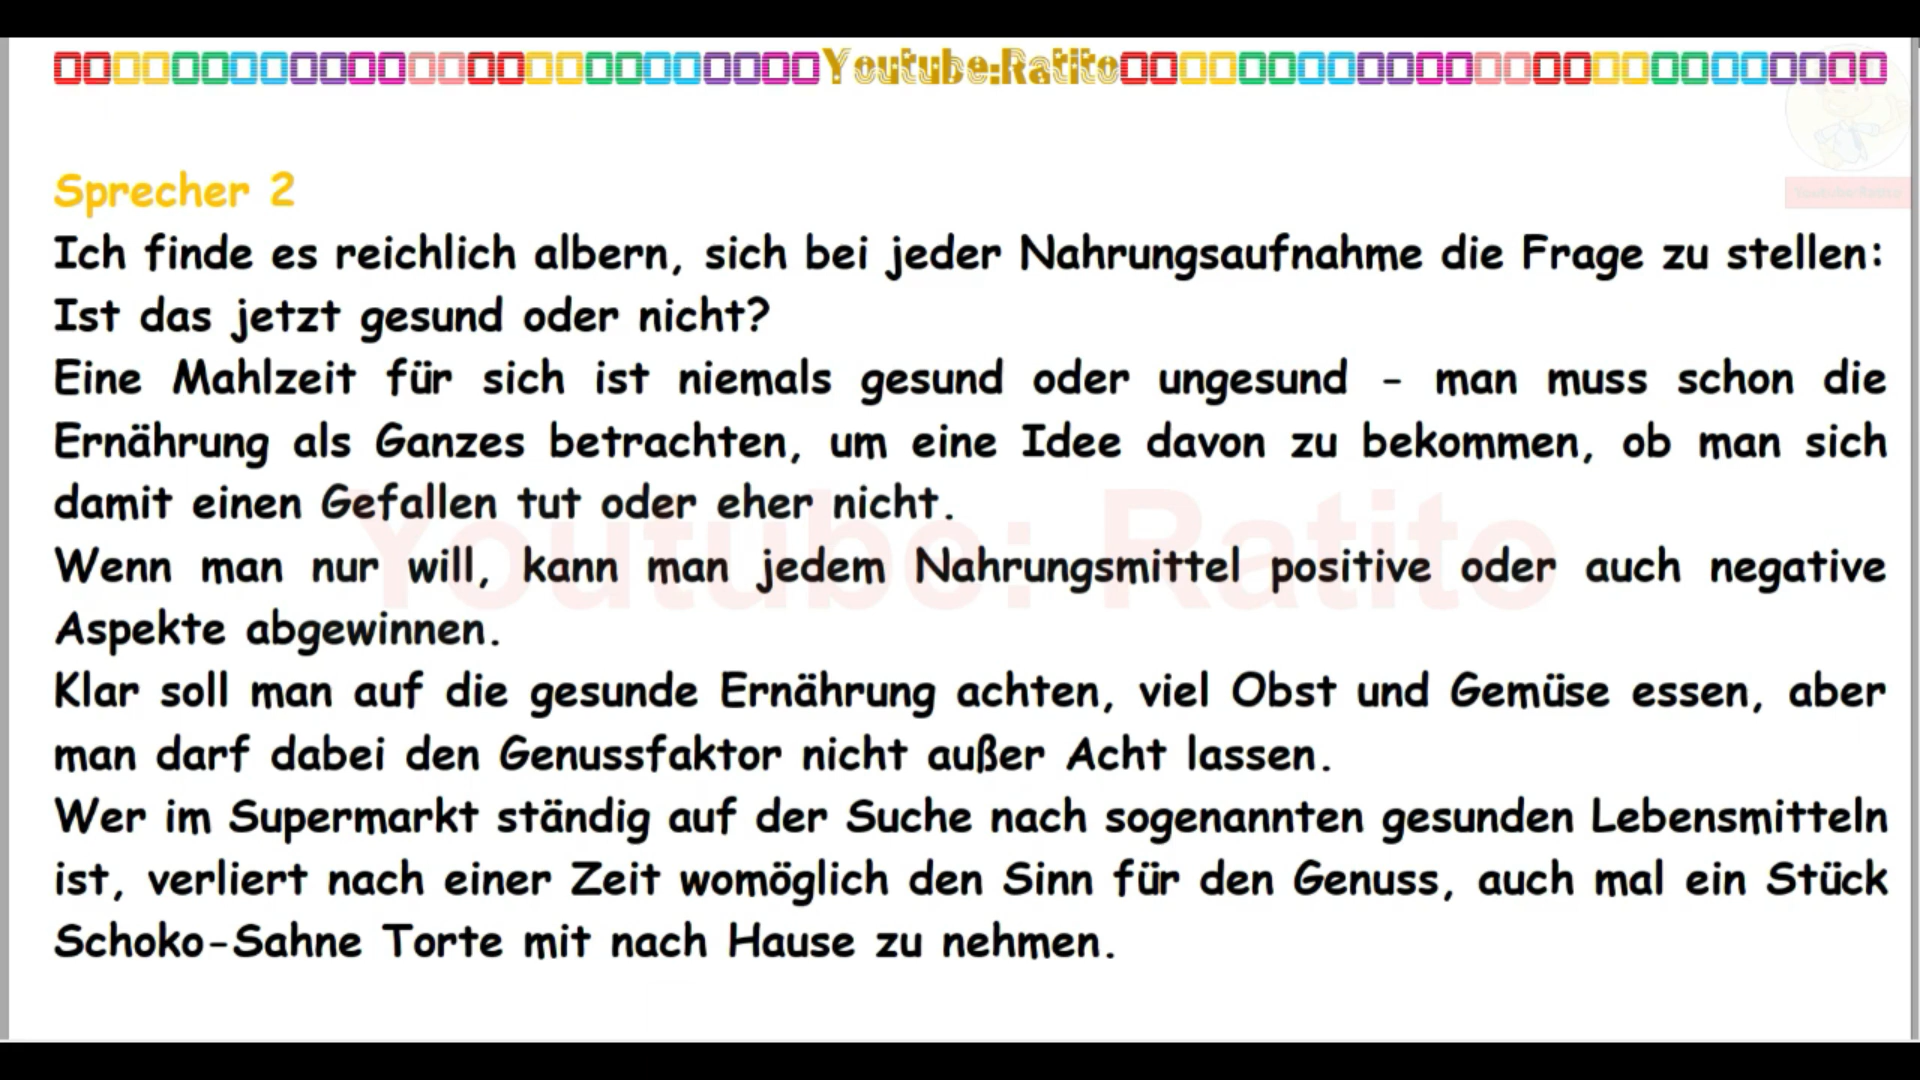 Youtube:Ratito
Sprecher 2
Ich finde es reichlich albern, sich bei jeder Nahrungsaufnahme die Frage zu stellen:
Ist das jetzt gesund oder nicht?
Eine Mahlzeit für sich ist niemals gesund oder ungesund - man muss schon die
Ernährung als Ganzes betrachten, um eine Idee davon zu bekommen, ob man sich
damit einen Gefallen tut oder eher nicht.
Wenn man nur will, kann man jedem Nahrungsmittel positive oder auch negative
Aspekte abgewinnen.
Klar soll man auf die gesunde Ernährung achten, viel Obst und Gemüse essen, aber
man darf dabei den Genussfaktor nicht außer Acht lassen.
Wer im Supermarkt ständig auf der Suche nach sogenannten gesunden Lebensmitteln
ist, verliert nach einer Zeit womöglich den Sinn für den Genuss, auch mal ein Stück
Schoko-Sahne Torte mit nach Hause zu nehmen.
Youtube: Ratito